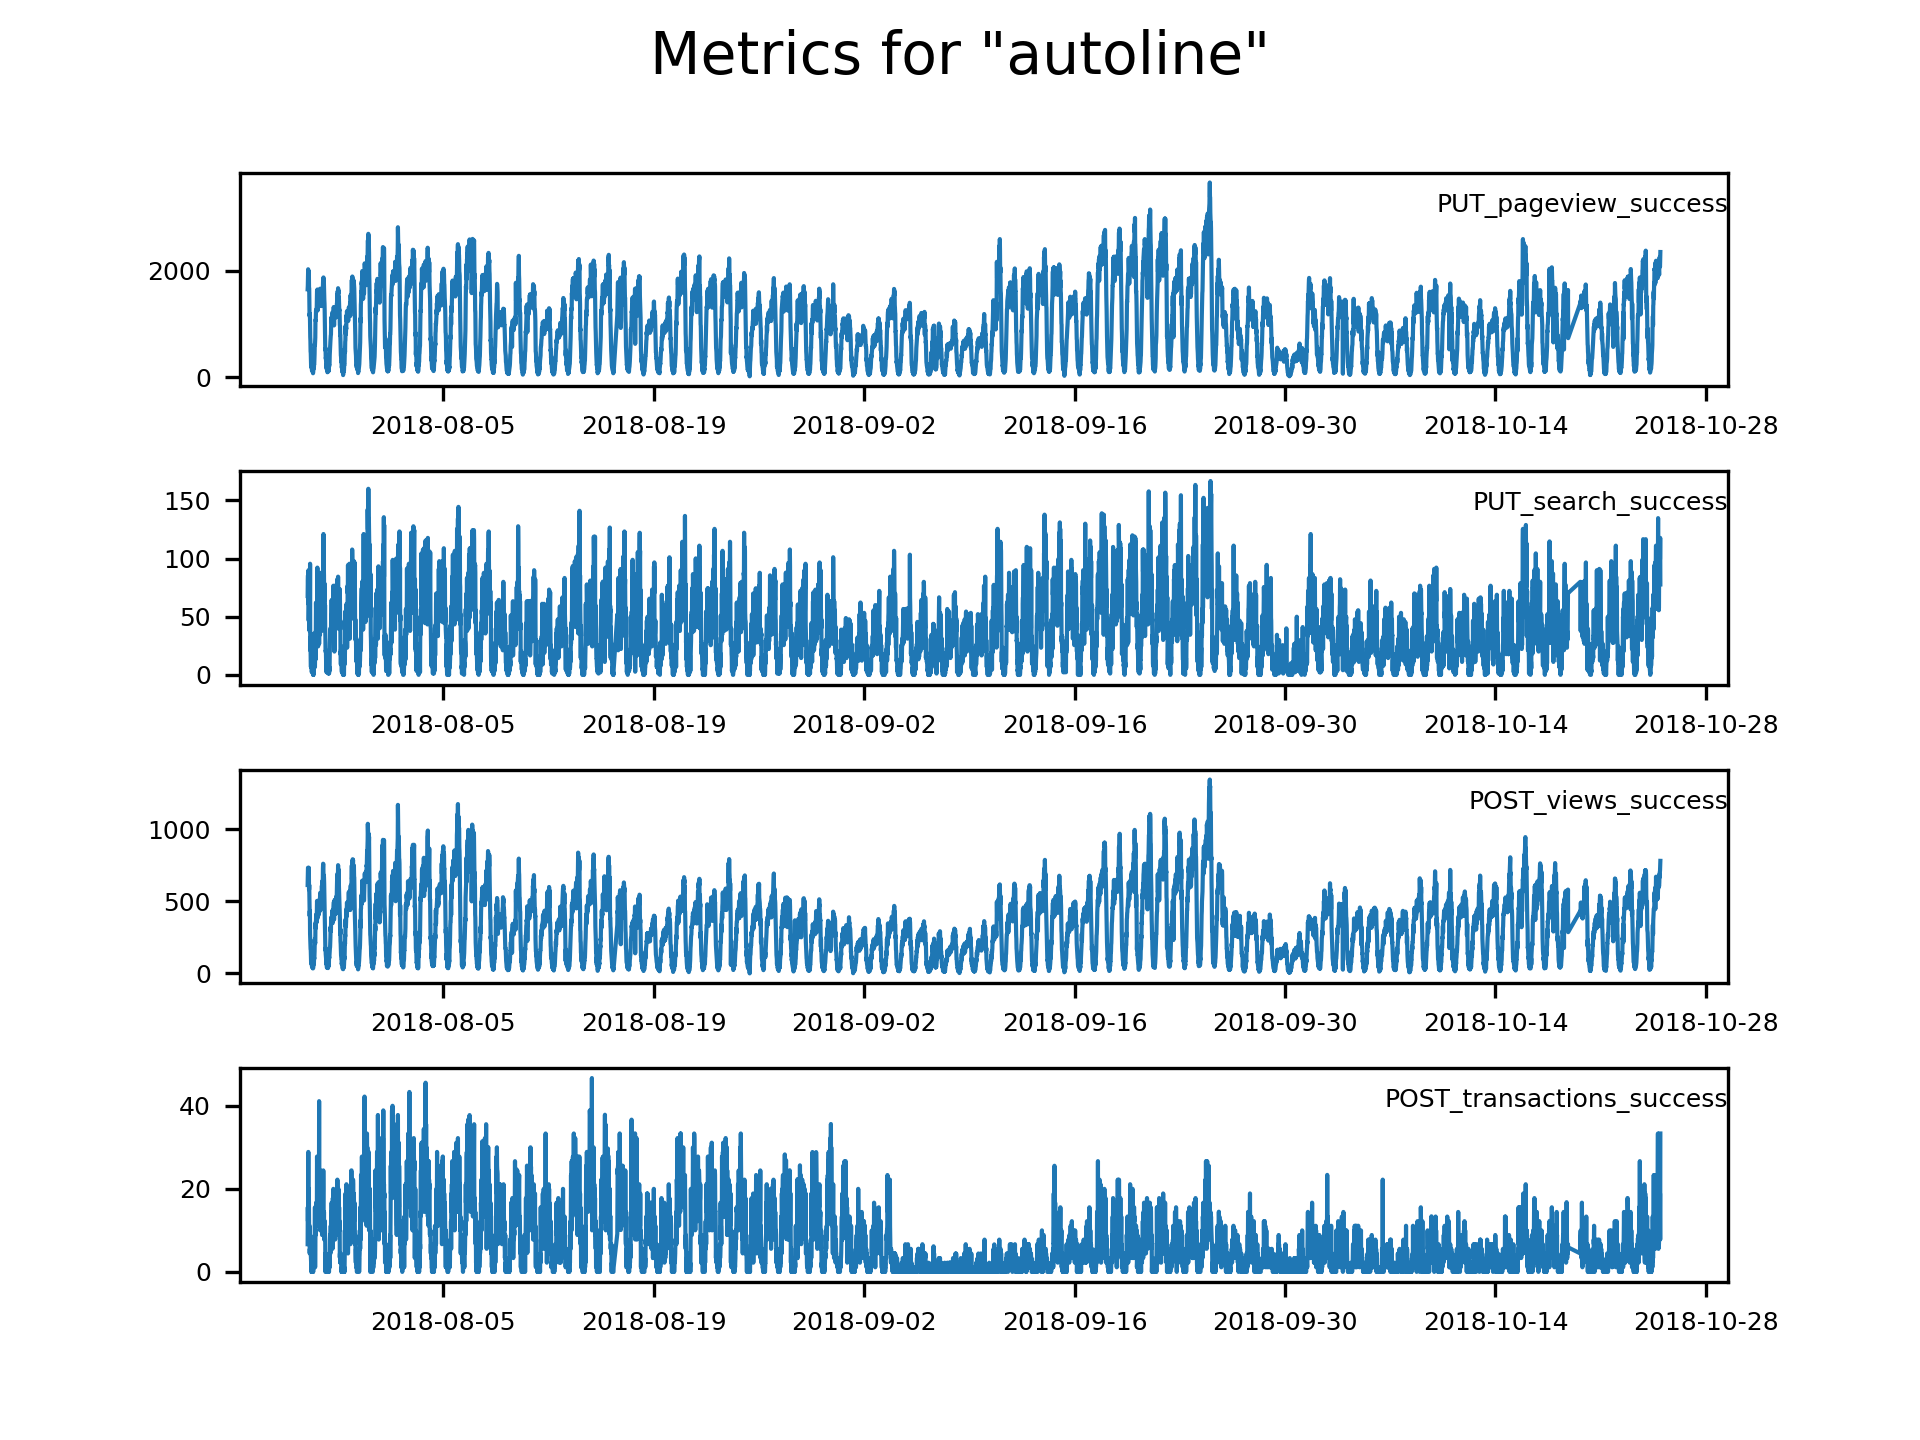 Metrics for "autoline"
PUT_pageview_success
2000
0
2018-08-05 2018-08-19 2018-09-02 2018-09-16 2018-09-30 2018-10-14 2018-10-28
PUT_search_success
150
100
50
0
2018-08-05 2018-08-19 2018-09-02 2018-09-16 2018-09-30 2018-10-14 2018-10-28
POST_views_success
1000
500
0
2018-08-05 2018-08-19 2018-09-02 2018-09-16 2018-09-30 2018-10-14 2018-10-28
POST_transactions_success
40
20
0
2018-08-05 2018-08-19 2018-09-02 2018-09-16 2018-09-30 2018-10-14 2018-10-28